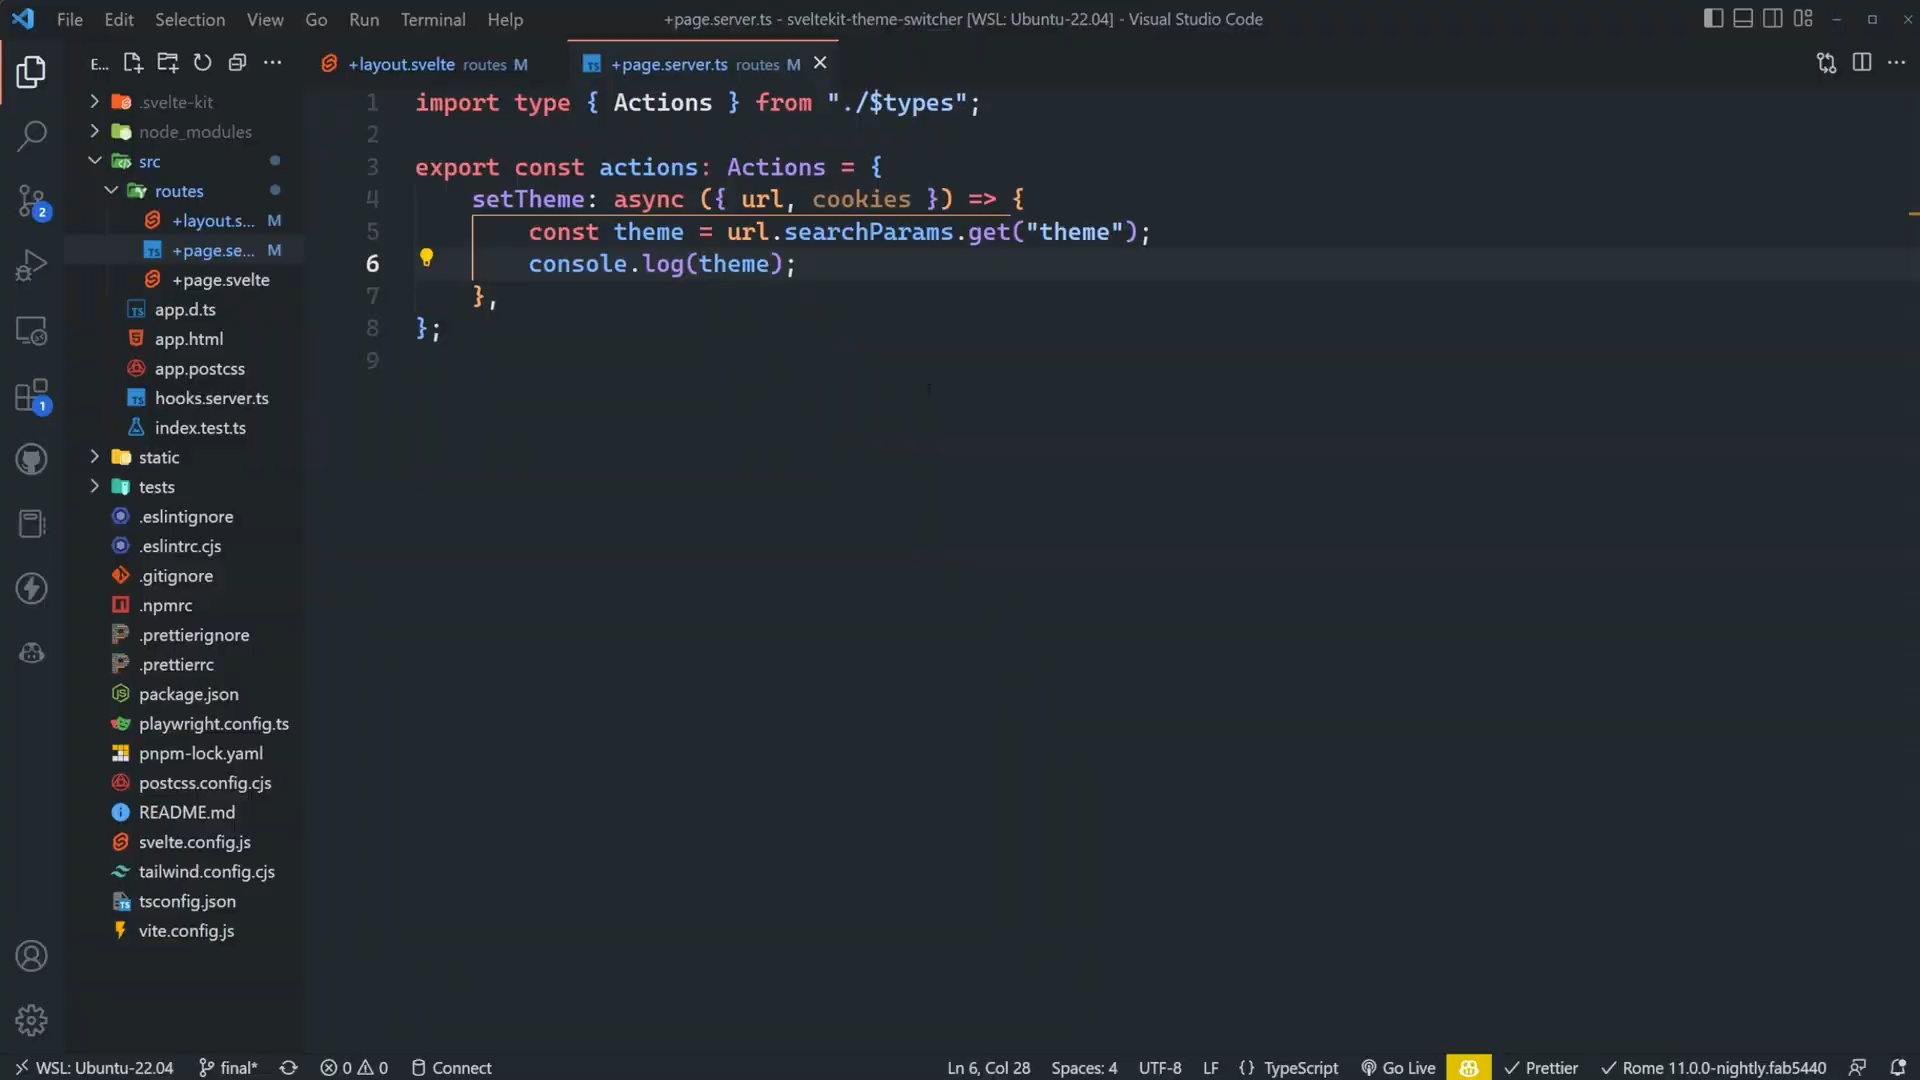 File Edit Selection View Go Run Terminal Help
+page.server.ts - sveltekit-theme-switcher [WSL: Ubuntu-22.04] - Visual Studio Code
E...
+layout.svelte routes M
+page.server.ts routes M
.svelte-kit
node_modules
src
routes
+layout.s... M
+page.se... M
+page.svelte
app.d.ts
app.html
app.postcss
hooks.server.ts
index.test.ts
static
tests
.eslintignore
.eslintrc.cjs
.gitignore
.npmrc
.prettierignore
.prettierrc
package.json
playwright.config.ts
pnpm-lock.yaml
postcss.config.cjs
README.md
svelte.config.js
tailwind.config.cjs
tsconfig.json
vite.config.js
2
1
1 import type { Actions } from "./$types";
2
3 export const actions: Actions = {
4 setTheme: async ({ url, cookies }) => {
5 const theme = url.searchParams.get("theme");
6 console.log(theme);
7 },
8 };
9
WSL: Ubuntu-22.04 final* 0 0 Connect
Ln 6, Col 28 Spaces: 4 UTF-8 LF {} TypeScript Go Live Prettier Rome 11.0.0-nightly.fab5440